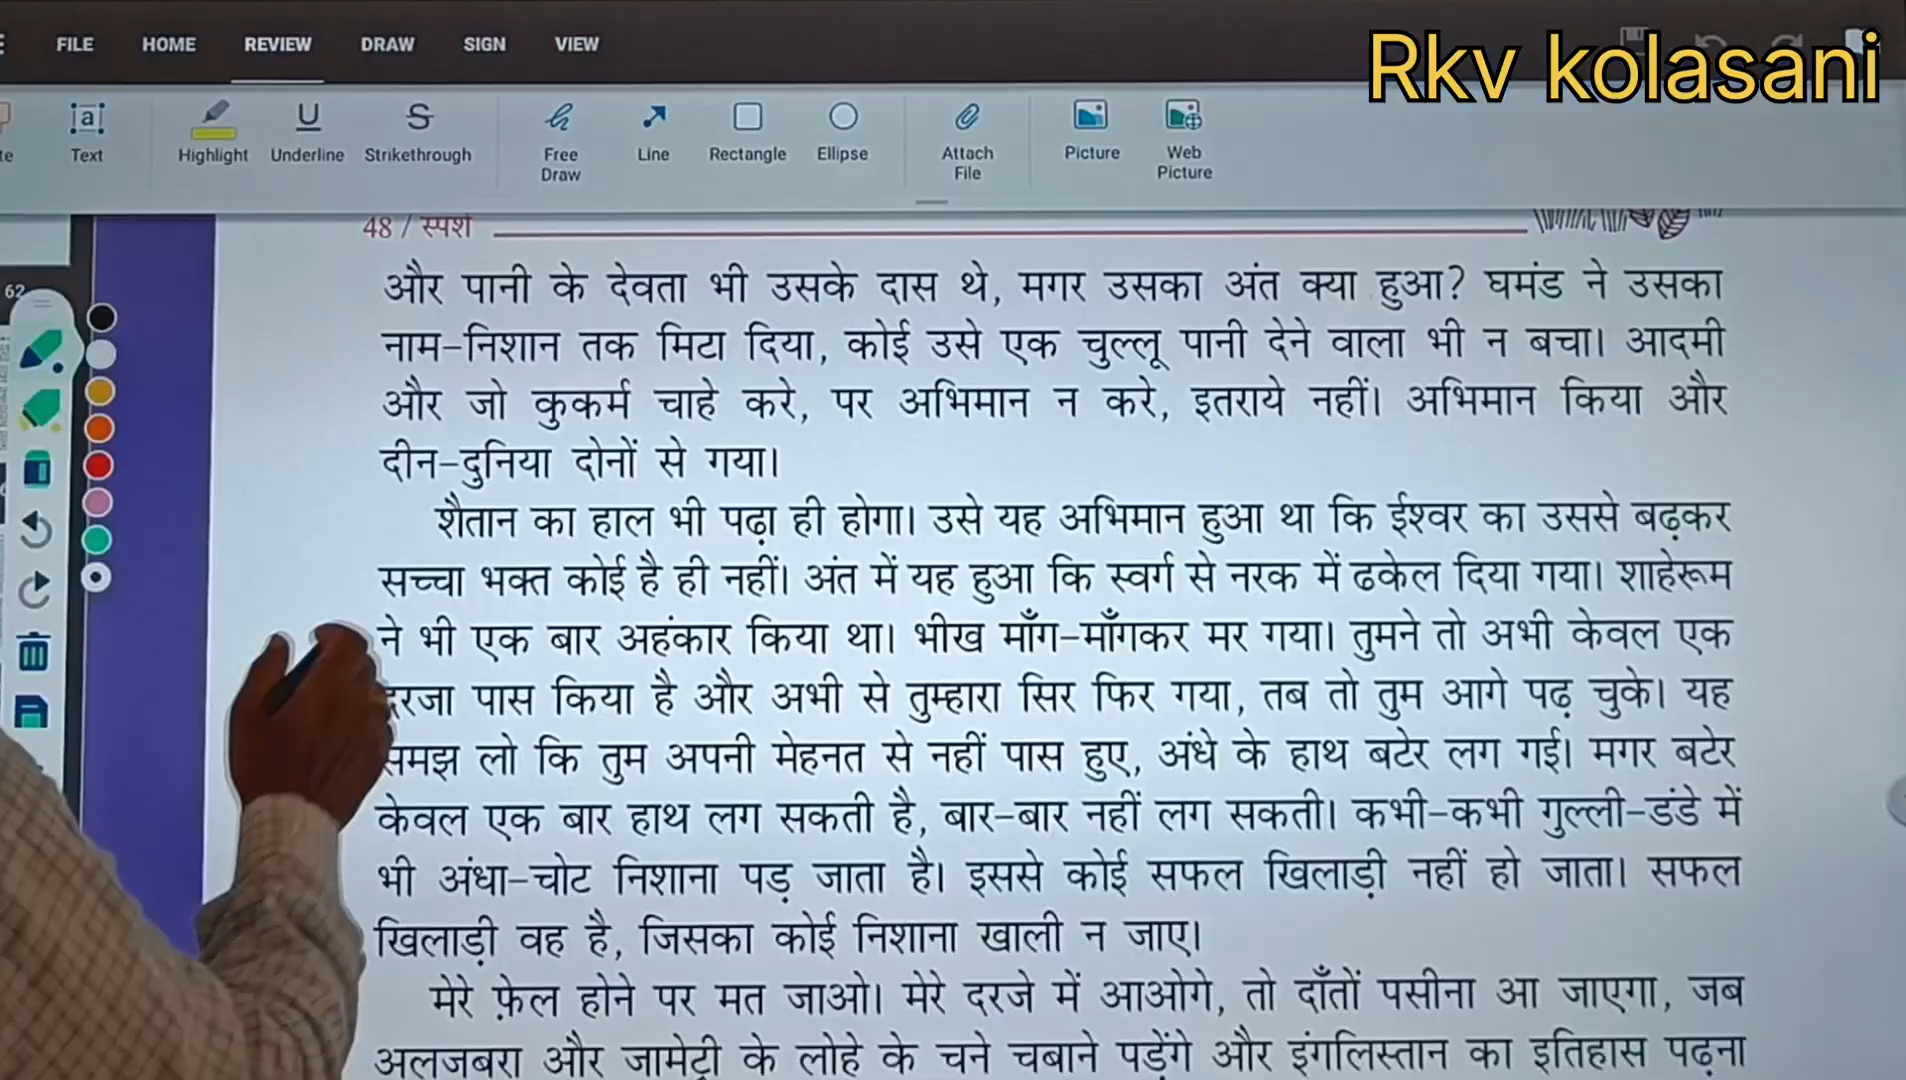 Rkv kolasani
FILE HOME REVIEW DRAW SIGN VIEW
Text Highlight Underline Strikethrough Free Draw Line Rectangle Ellipse Attach File Picture Web Picture
48 / स्पर्श
62
और पानी के देवता भी उसके दास थे, मगर उसका अंत क्या हुआ? घमंड ने उसका
नाम-निशान तक मिटा दिया, कोई उसे एक चुल्लू पानी देने वाला भी न बचा। आदमी
और जो कुकर्म चाहे करे, पर अभिमान न करे, इतराये नहीं। अभिमान किया और
दीन-दुनिया दोनों से गया।
शैतान का हाल भी पढ़ा ही होगा। उसे यह अभिमान हुआ था कि ईश्वर का उससे बढ़कर
सच्चा भक्त कोई है ही नहीं। अंत में यह हुआ कि स्वर्ग से नरक में ढकेल दिया गया। शाहेरूम
ने भी एक बार अहंकार किया था। भीख माँग-माँगकर मर गया। तुमने तो अभी केवल एक
दरजा पास किया है और अभी से तुम्हारा सिर फिर गया, तब तो तुम आगे पढ़ चुके। यह
समझ लो कि तुम अपनी मेहनत से नहीं पास हुए, अंधे के हाथ बटेर लग गई। मगर बटेर
केवल एक बार हाथ लग सकती है, बार-बार नहीं लग सकती। कभी-कभी गुल्ली-डंडे में
भी अंधा-चोट निशाना पड़ जाता है। इससे कोई सफल खिलाड़ी नहीं हो जाता। सफल
खिलाड़ी वह है, जिसका कोई निशाना खाली न जाए।
मेरे फ़ेल होने पर मत जाओ। मेरे दरजे में आओगे, तो दाँतों पसीना आ जाएगा, जब
अलजबरा और जामेट्री के लोहे के चने चबाने पड़ेंगे और इंगलिस्तान का इतिहास पढ़ना